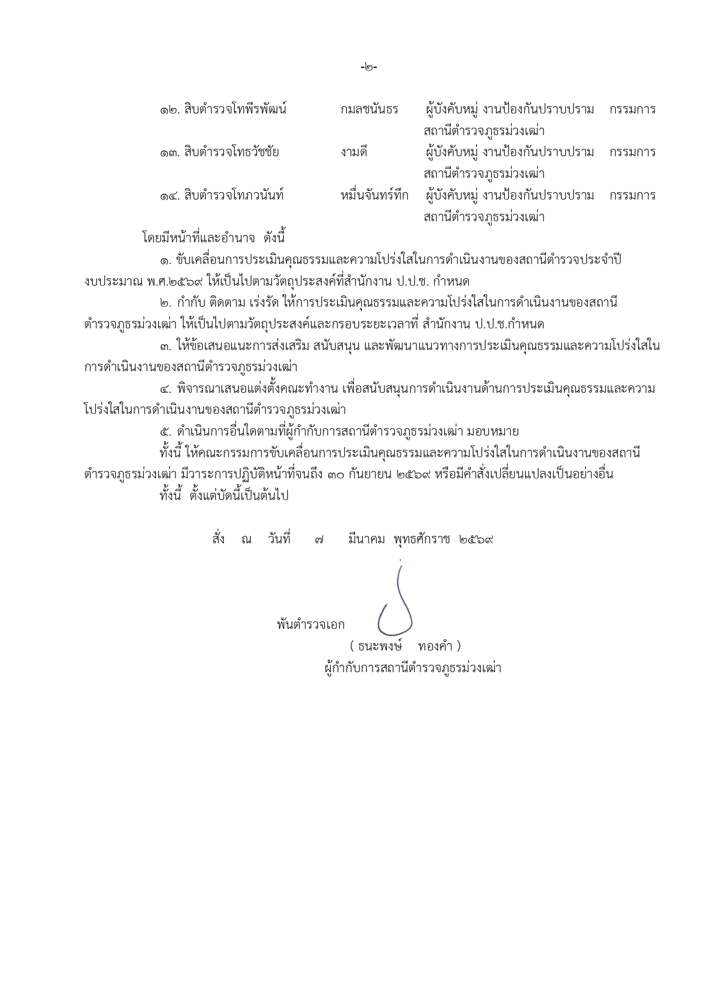 -๒-
๑๒. สิบตำรวจโทพีรพัฒน์ กมลชนันธร ผู้บังคับหมู่ งานป้องกันปราบปราม กรรมการ
สถานีตำรวจภูธรม่วงเฒ่า
๑๓. สิบตำรวจโทธวัชชัย งามดี ผู้บังคับหมู่ งานป้องกันปราบปราม กรรมการ
สถานีตำรวจภูธรม่วงเฒ่า
๑๔. สิบตำรวจโทภวนันท์ หมื่นจันทร์ทึก ผู้บังคับหมู่ งานป้องกันปราบปราม กรรมการ
สถานีตำรวจภูธรม่วงเฒ่า
โดยมีหน้าที่และอำนาจ ดังนี้
๑. ขับเคลื่อนการประเมินคุณธรรมและความโปร่งใสในการดำเนินงานของสถานีตำรวจประจำปี
งบประมาณ พ.ศ.๒๕๖๙ ให้เป็นไปตามวัตถุประสงค์ที่สำนักงาน ป.ป.ช. กำหนด
๒. กำกับ ติดตาม เร่งรัด ให้การประเมินคุณธรรมและความโปร่งใสในการดำเนินงานของสถานี
ตำรวจภูธรม่วงเฒ่า ให้เป็นไปตามวัตถุประสงค์และกรอบระยะเวลาที่ สำนักงาน ป.ป.ช.กำหนด
๓. ให้ข้อเสนอแนะการส่งเสริม สนับสนุน และพัฒนาแนวทางการประเมินคุณธรรมและความโปร่งใสใน
การดำเนินงานของสถานีตำรวจภูธรม่วงเฒ่า
๔. พิจารณาเสนอแต่งตั้งคณะทำงาน เพื่อสนับสนุนการดำเนินงานด้านการประเมินคุณธรรมและความ
โปร่งใสในการดำเนินงานของสถานีตำรวจภูธรม่วงเฒ่า
๕. ดำเนินการอื่นใดตามที่ผู้กำกับการสถานีตำรวจภูธรม่วงเฒ่า มอบหมาย
ทั้งนี้ ให้คณะกรรมการขับเคลื่อนการประเมินคุณธรรมและความโปร่งใสในการดำเนินงานของสถานี
ตำรวจภูธรม่วงเฒ่า มีวาระการปฏิบัติหน้าที่จนถึง ๓๐ กันยายน ๒๕๖๙ หรือมีคำสั่งเปลี่ยนแปลงเป็นอย่างอื่น
ทั้งนี้ ตั้งแต่บัดนี้เป็นต้นไป
สั่ง ณ วันที่ ๗ มีนาคม พุทธศักราช ๒๕๖๙
พันตำรวจเอก
( ธนะพงษ์ ทองคำ )
ผู้กำกับการสถานีตำรวจภูธรม่วงเฒ่า